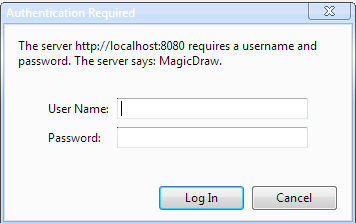 Authentication Required
The server http://localhost:8080 requires a username and
password. The server says: MagicDraw.
User Name:
Password:
Log In
Cancel